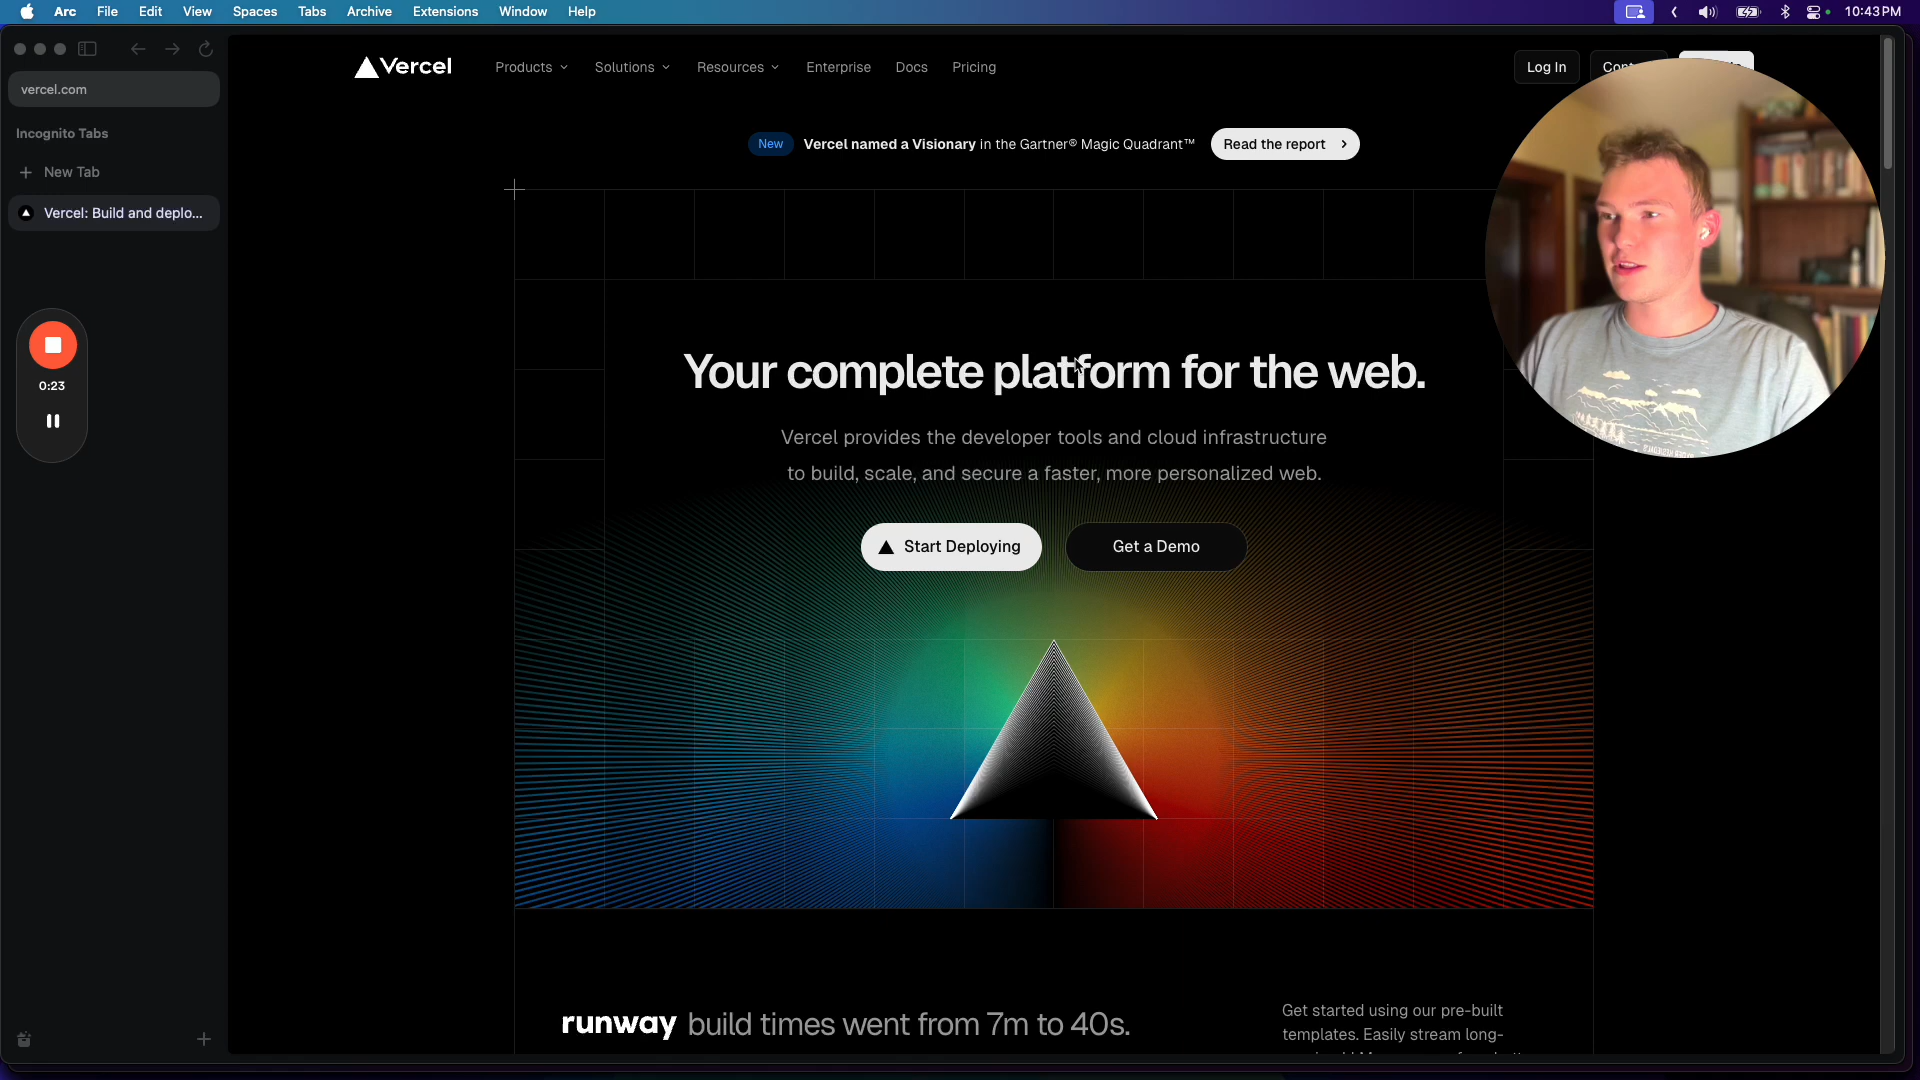 Arc File Edit View Spaces Tabs Archive Extensions Window Help
10:43 PM
vercel.com
Incognito Tabs
New Tab
Vercel: Build and deplo...
0:23
Vercel
Products Solutions Resources Enterprise Docs Pricing
Log In
New Vercel named a Visionary in the Gartner® Magic Quadrant™ Read the report
Your complete platform for the web.
Vercel provides the developer tools and cloud infrastructure
to build, scale, and secure a faster, more personalized web.
Start Deploying
Get a Demo
runway build times went from 7m to 40s.
Get started using our pre-built
templates. Easily stream long-